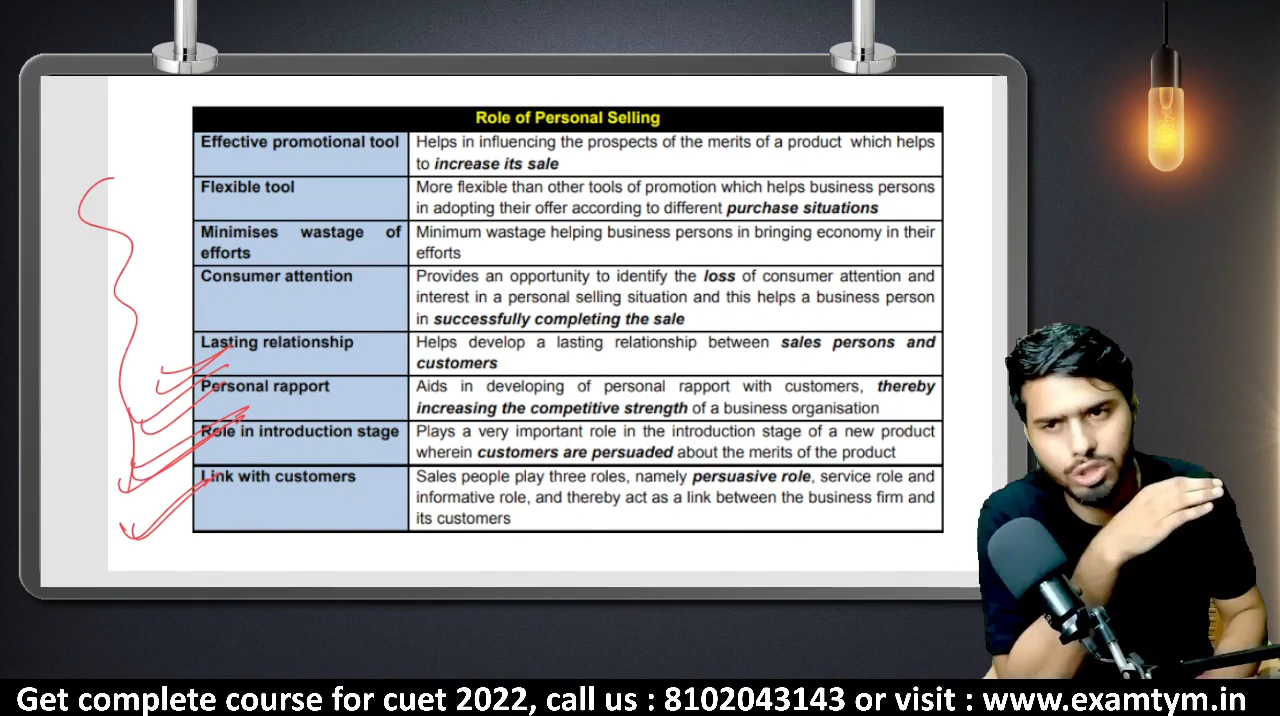 Role of Personal Selling
Effective promotional tool
Helps in influencing the prospects of the merits of a product which helps
to increase its sale
Flexible tool
More flexible than other tools of promotion which helps business persons
in adopting their offer according to different purchase situations
Minimises wastage of
efforts
Minimum wastage helping business persons in bringing economy in their
efforts
Consumer attention
Provides an opportunity to identify the loss of consumer attention and
interest in a personal selling situation and this helps a business person
in successfully completing the sale
Lasting relationship
Helps develop a lasting relationship between sales persons and
customers
Personal rapport
Aids in developing of personal rapport with customers, thereby
increasing the competitive strength of a business organisation
Role in introduction stage
Plays a very important role in the introduction stage of a new product
wherein customers are persuaded about the merits of the product
Link with customers
Sales people play three roles, namely persuasive role, service role and
informative role, and thereby act as a link between the business firm and
its customers
Get complete course for cuet 2022, call us : 8102043143 or visit : www.examtym.in